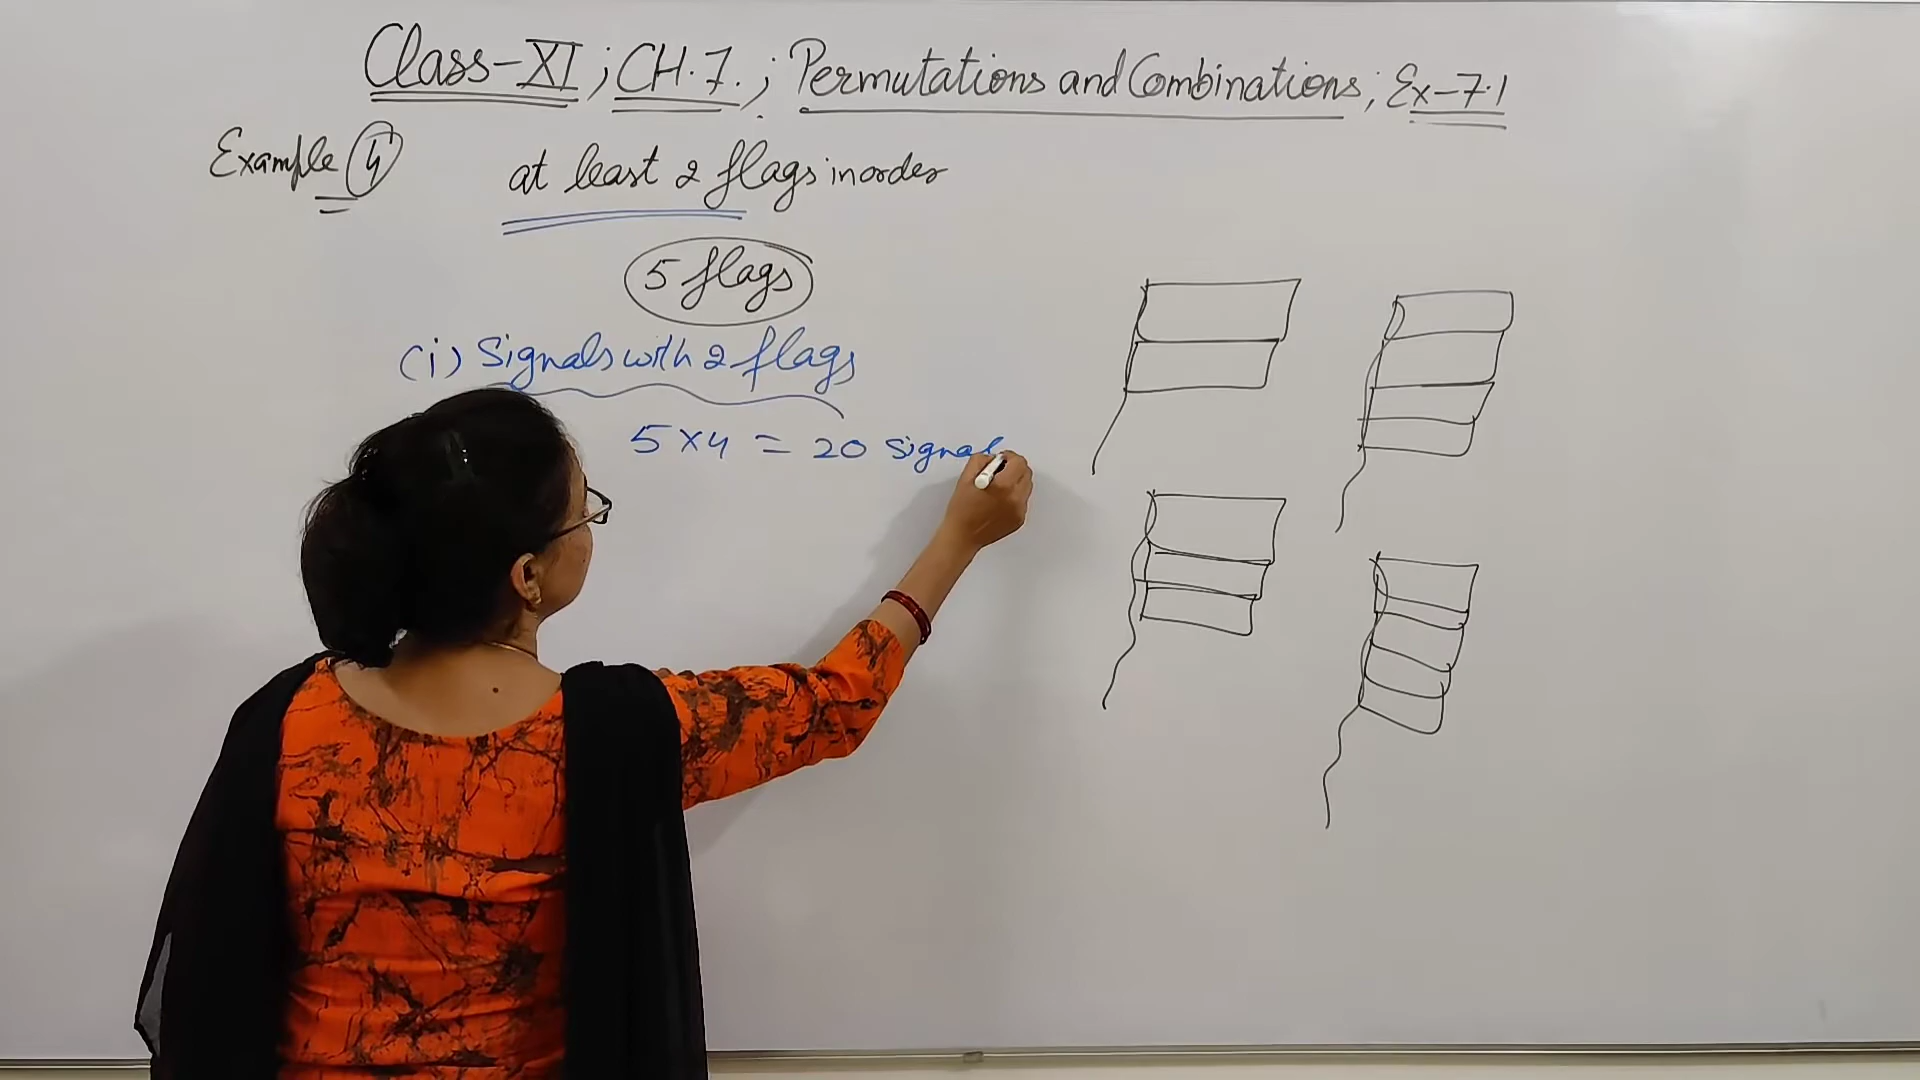 Class-XI ; CH.7. ; Permutations and Combinations ; Ex-7.1
Example 4
at least 2 flags in order
5 flags
(i) Signals with 2 flags
5 × 4 = 20 signal